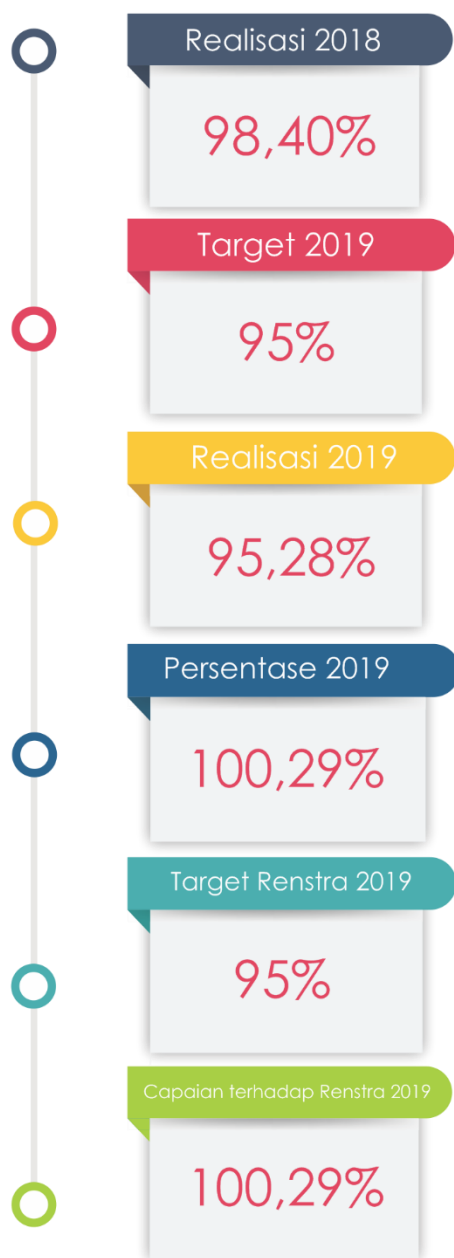 Realisasi 2018
98,40%
Target 2019
95%
Realisasi 2019
95,28%
Persentase 2019
100,29%
Target Renstra 2019
95%
Capaian terhadap Renstra 2019
100,29%